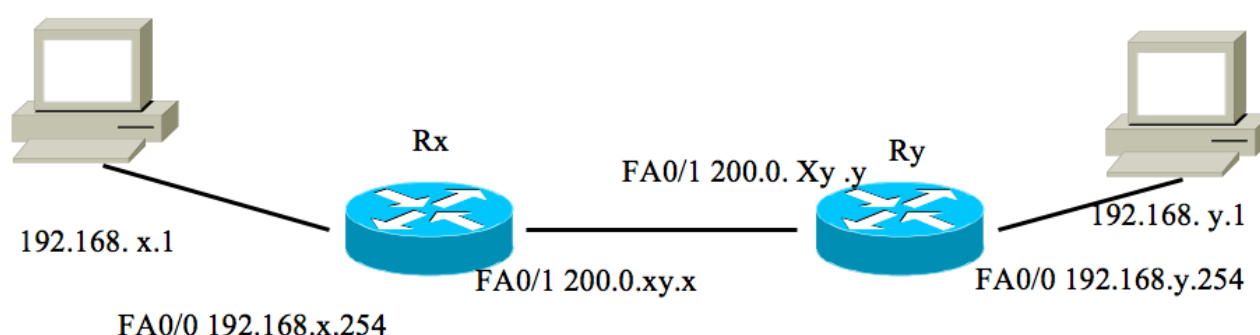 Rx
Ry
FA0/1 200.0. Xy .y
192.168. y.1
192.168. x.1
FA0/1 200.0.xy.x
FA0/0 192.168.y.254
FA0/0 192.168.x.254